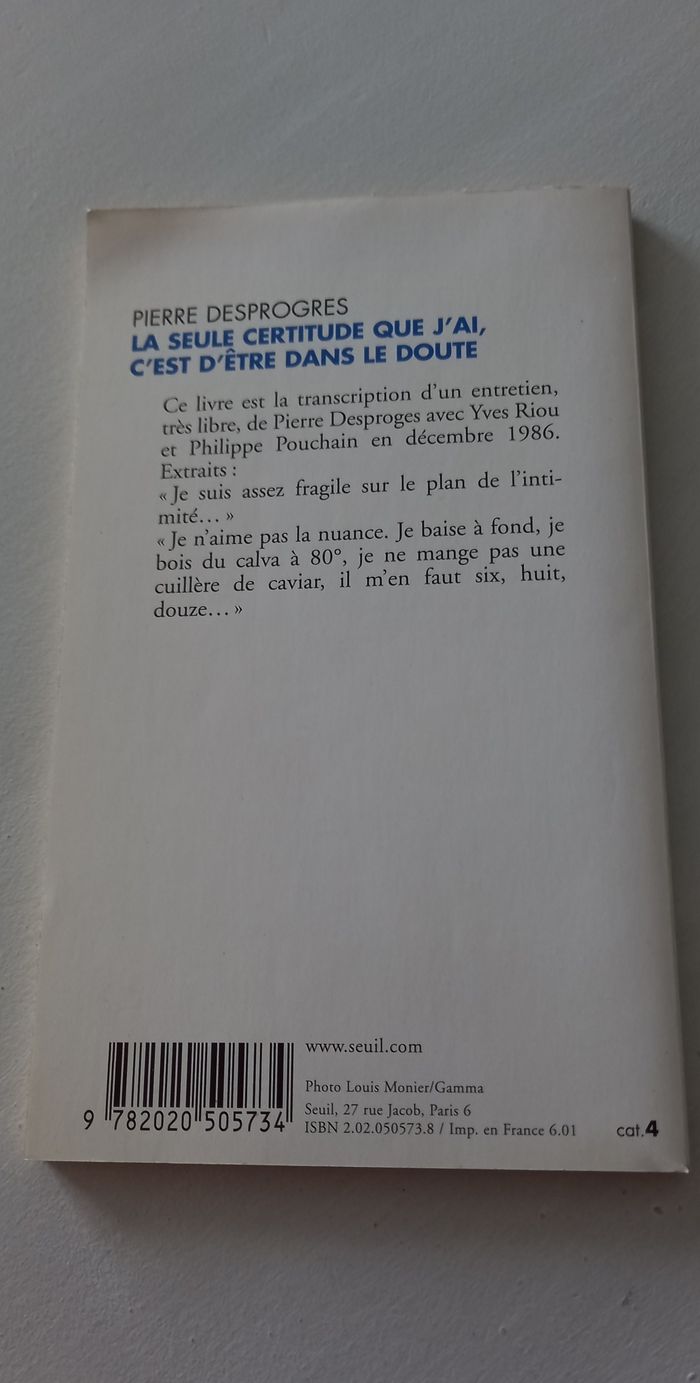 PIERRE DESPROGRES
LA SEULE CERTITUDE QUE J'AI,
C'EST D'ÊTRE DANS LE DOUTE
Ce livre est la transcription d'un entretien,
très libre, de Pierre Desproges avec Yves Riou
et Philippe Pouchain en décembre 1986.
Extraits :
« Je suis assez fragile sur le plan de l'inti-
mité... »
« Je n'aime pas la nuance. Je baise à fond, je
bois du calva à 80°, je ne mange pas une
cuillère de caviar, il m'en faut six, huit,
douze... »
www.seuil.com
Photo Louis Monier/Gamma
Seuil, 27 rue Jacob, Paris 6
ISBN 2.02.050573.8 / Imp. en France 6.01
cat.4
9 782020 505734